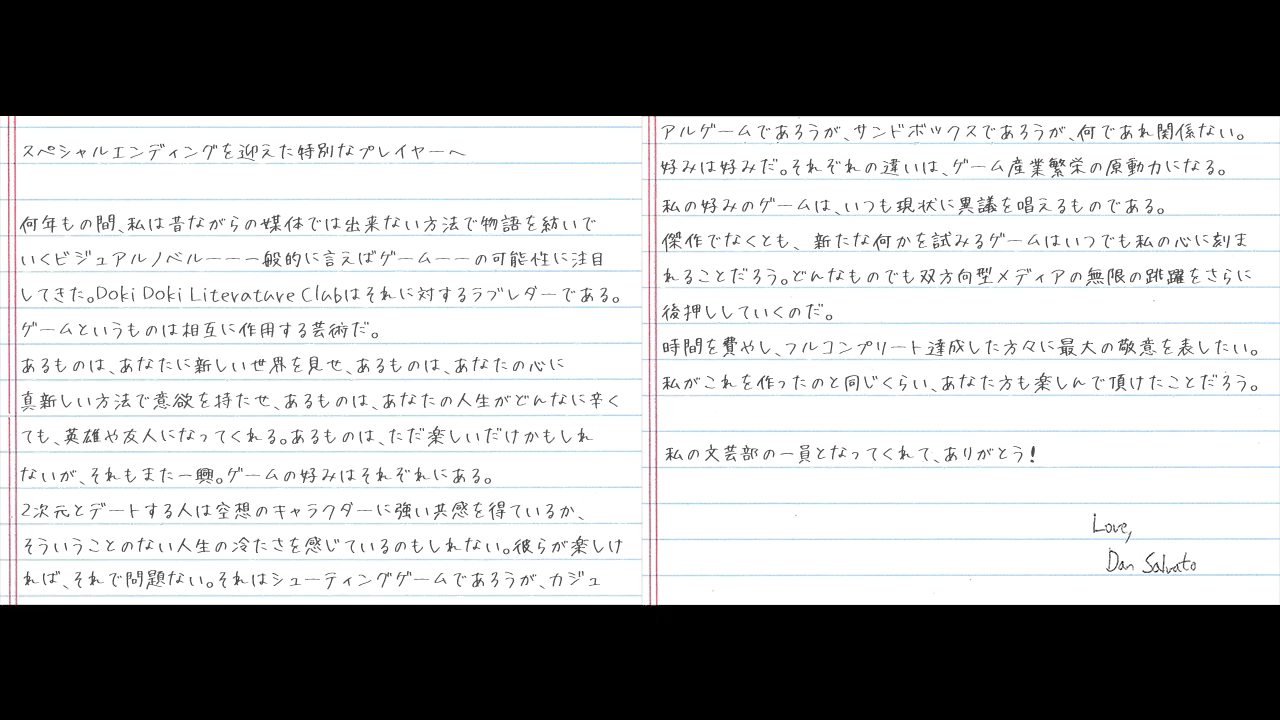 スペシャルエンディングを迎えた特別なプレイヤーへ
何年もの間、私は昔ながらの媒体では出来ない方法で物語を紡いで
いくビジュアルノベルーーー一般的に言えばゲームーーの可能性に注目
してきた。Doki Doki Literature Clubはそれに対するラブレターである。
ゲームというものは相互に作用する芸術だ。
あるものは、あなたに新しい世界を見せ、あるものは、あなたの心に
真新しい方法で意欲を持たせ、あるものは、あなたの人生がどんなに辛く
ても、英雄や友人になってくれる。あるものは、ただ楽しいだけかもしれ
ないが、それもまた一興。ゲームの好みはそれぞれにある。
2次元とデートする人は空想のキャラクターに強い共感を得ているか、
そういうことのない人生の冷たさを感じているのもしれない。彼らが楽しけ
れば、それで問題ない。それはシューティングゲームであろうが、カジュ
アルゲームであろうが、サンドボックスであろうが、何であれ関係ない。
好みは好みだ。それぞれの違いは、ゲーム産業繁栄の原動力になる。
私の好みのゲームは、いつも現状に異議を唱えるものである。
傑作でなくとも、新たな何かを試みるゲームはいつでも私の心に刻ま
れることだろう。どんなものでも双方向型メディアの無限の跳躍をさらに
後押ししていくのだ。
時間を費やし、フルコンプリート達成した方々に最大の敬意を表したい。
私がこれを作ったのと同じくらい、あなた方も楽しんで頂けたことだろう。
私の文芸部の一員となってくれて、ありがとう!
Love,
Dan Salvato